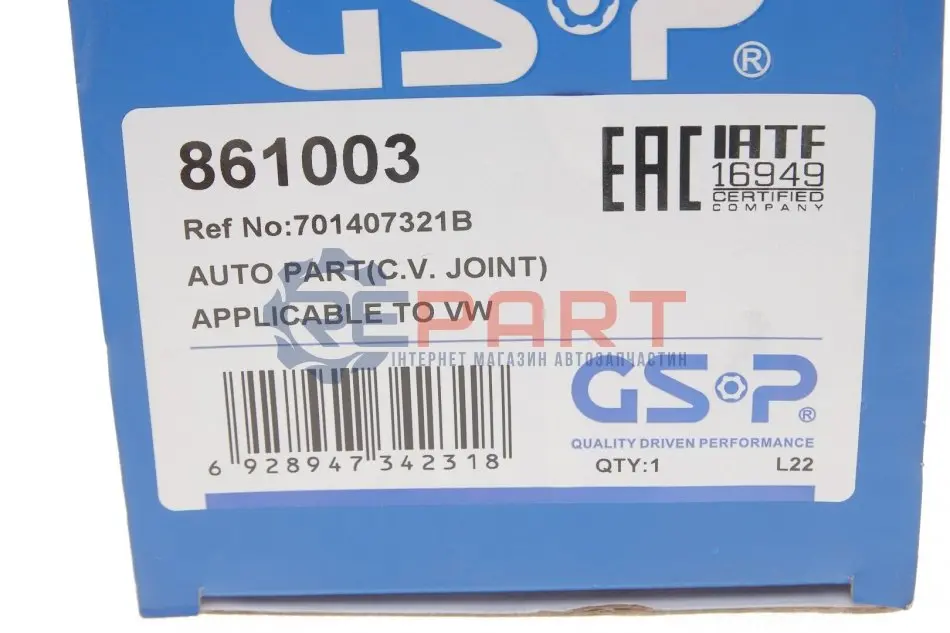 GSP®
861003
EAC
IATF
16949
CERTIFIED
COMPANY
Ref No:701407321B
AUTO PART(C.V. JOINT)
APPLICABLE TO VW
REPART
ІНТЕРНЕТ МАГАЗИН АВТОЗАПЧАСТИН
6 928947 342318
GSP®
QUALITY DRIVEN PERFORMANCE
QTY:1
L22